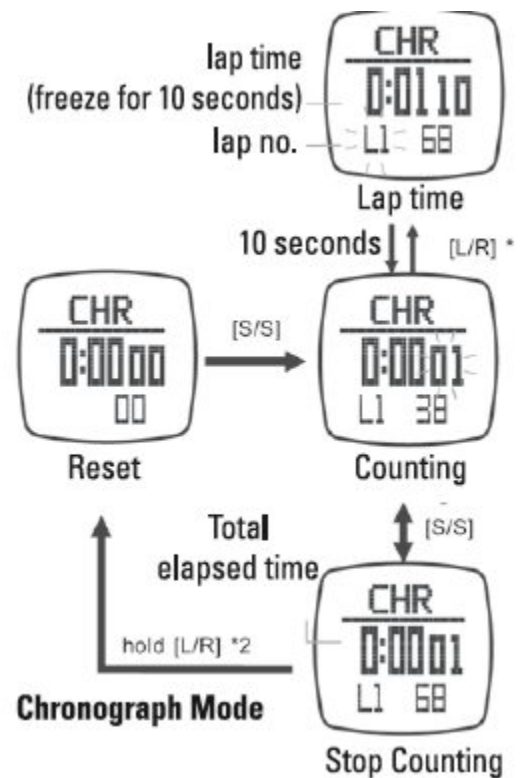 CHR
lap time
(freeze for 10 seconds)
0:01 10
lap no.
L1 68
Lap time
10 seconds
[L/R] *
CHR
0:00 00
00
Reset
[S/S]
CHR
0:00 01
L1 38
Counting
[S/S]
Total
elapsed time
CHR
0:00 01
L1 68
hold [L/R] *2
Chronograph Mode
Stop Counting